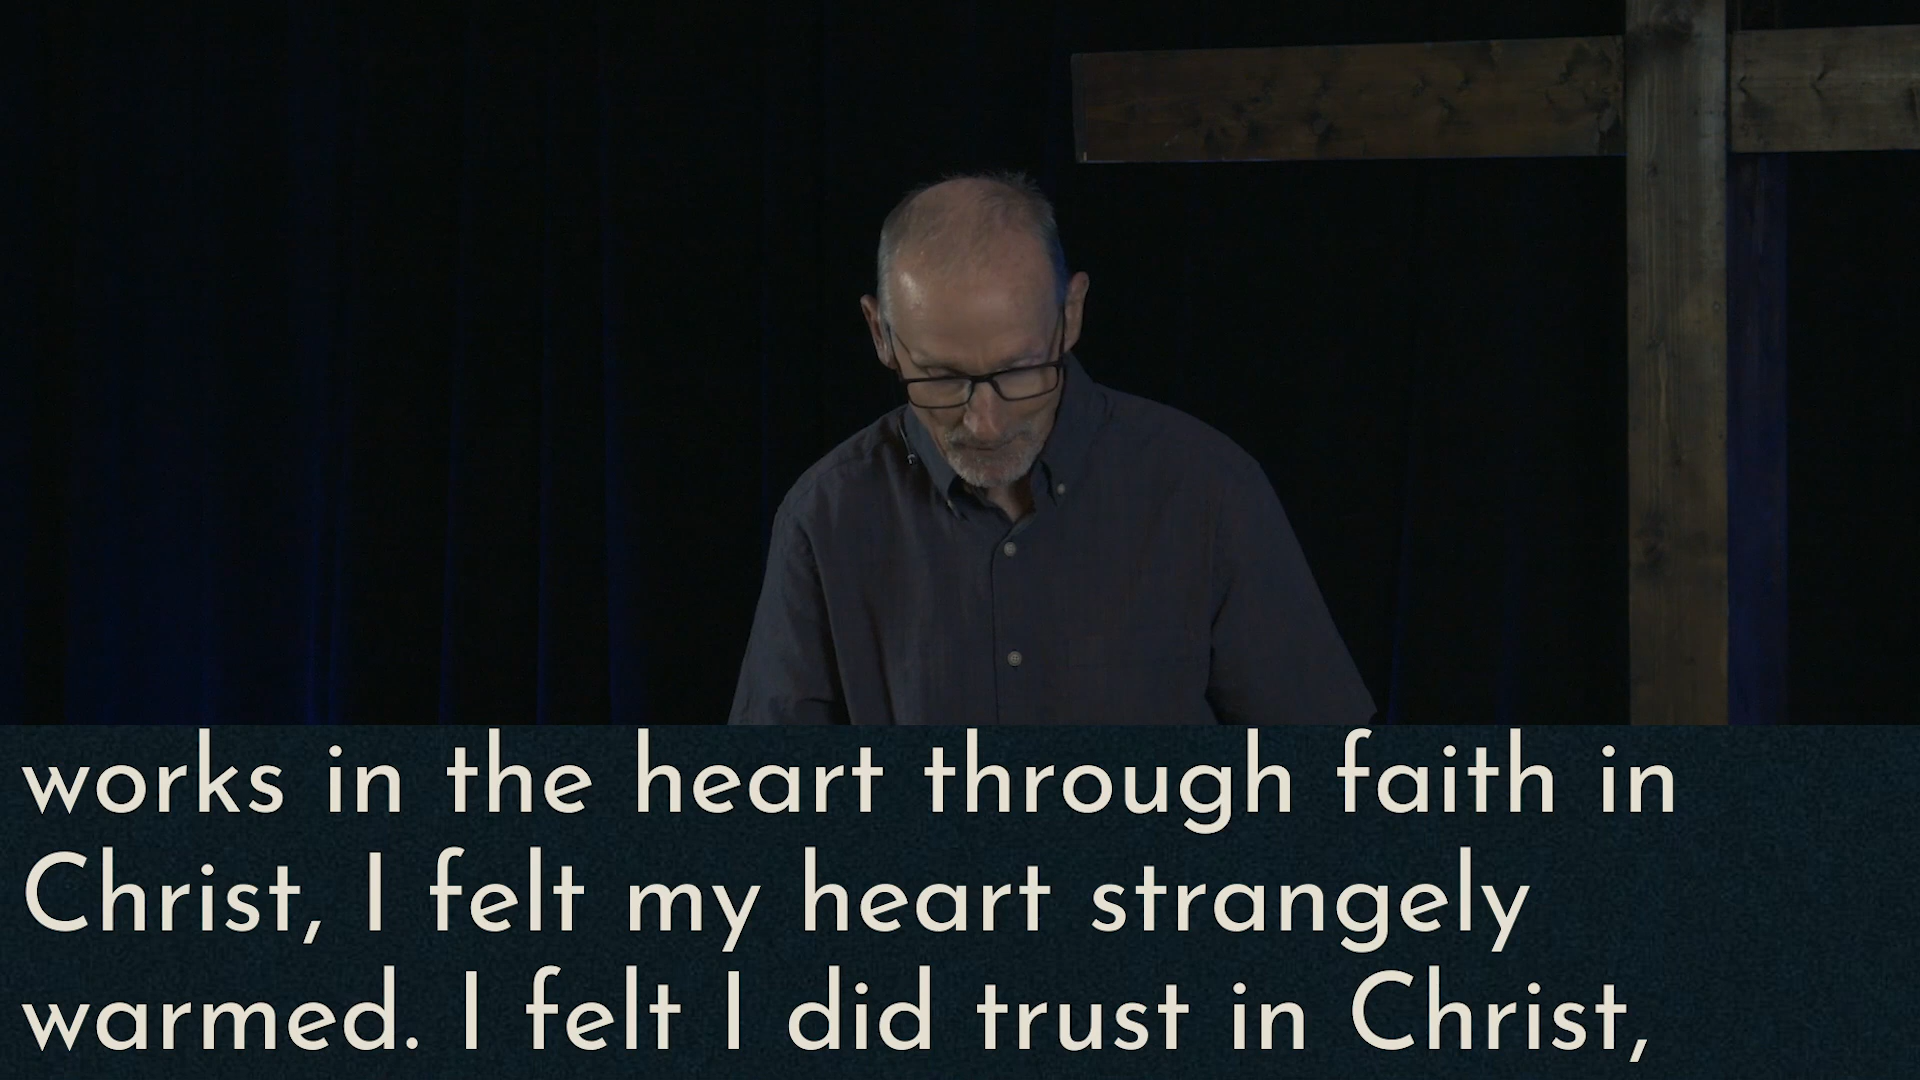 works in the heart through faith in
Christ, I felt my heart strangely
warmed. I felt I did trust in Christ,